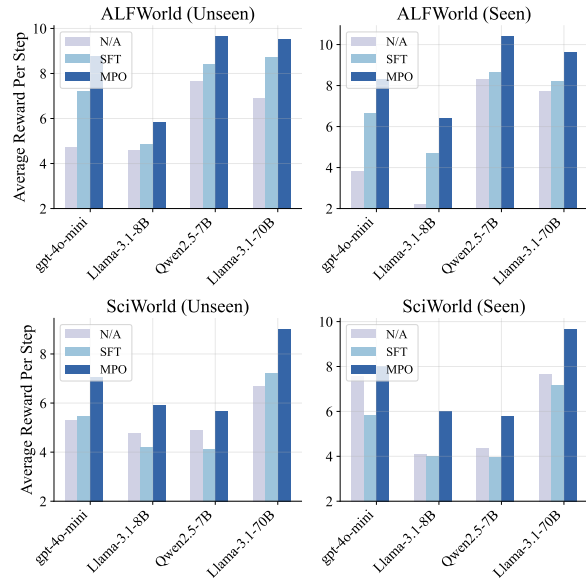 ALFWorld (Unseen)
Average Reward Per Step
10
8
6
4
2
N/A
SFT
MPO
gpt-4o-mini
Llama-3.1-8B
Qwen2.5-7B
Llama-3.1-70B
ALFWorld (Seen)
10
8
6
4
2
N/A
SFT
MPO
gpt-4o-mini
Llama-3.1-8B
Qwen2.5-7B
Llama-3.1-70B
SciWorld (Unseen)
Average Reward Per Step
8
6
4
2
N/A
SFT
MPO
gpt-4o-mini
Llama-3.1-8B
Qwen2.5-7B
Llama-3.1-70B
SciWorld (Seen)
10
8
6
4
2
N/A
SFT
MPO
gpt-4o-mini
Llama-3.1-8B
Qwen2.5-7B
Llama-3.1-70B